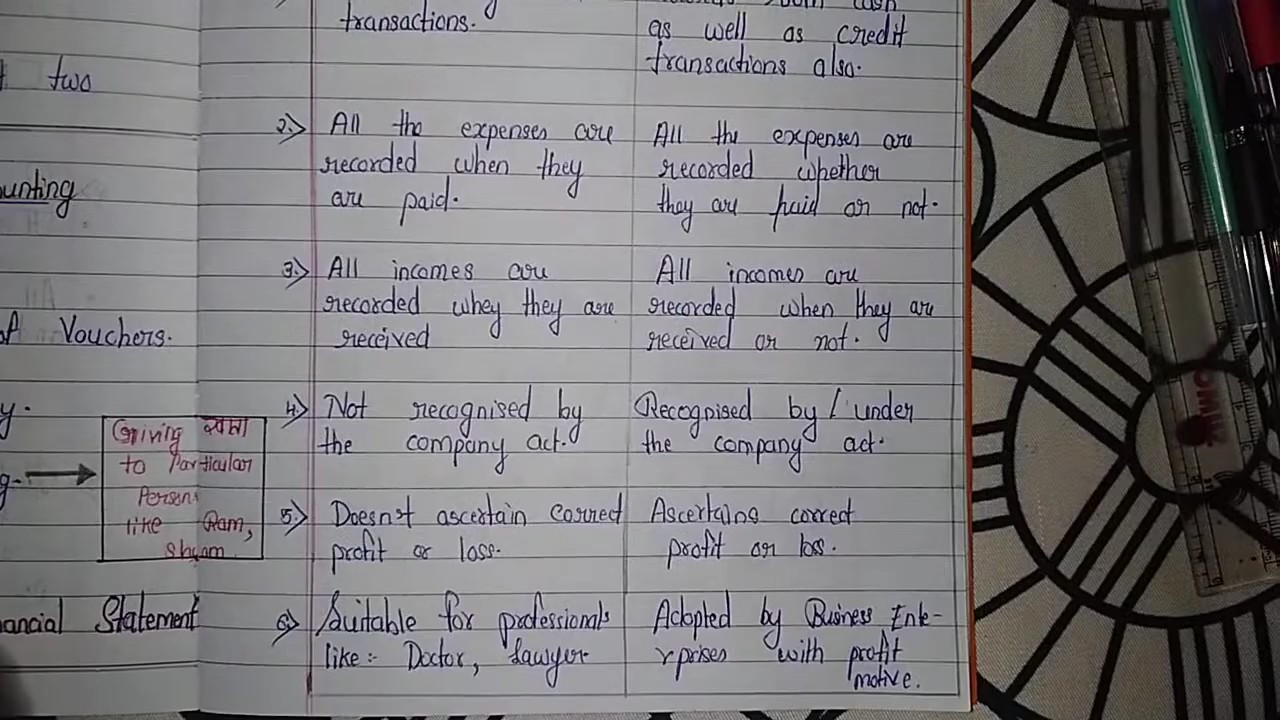 transactions.
as well as credit
transactions also.
two
2.> All the expenses are
recorded when they
are paid.
All the expenses are
recorded whether
they are paid or not.
unting
3.> All incomes are
recorded whey they are
received
All incomes are
recorded when they are
received or not.
of Vouchers.
4.> Not recognised by
the company act.
Recognised by / under
the company act.
Giving
to Particular
Person
like Ram,
Shyam
5.> Doesn't ascertain correct
profit or loss.
Ascertains correct
profit or loss.
ancial Statement
6.> Suitable for professionals
like:- Doctor, Lawyer
Adopted by Business Ente-
rprises with profit
motive.